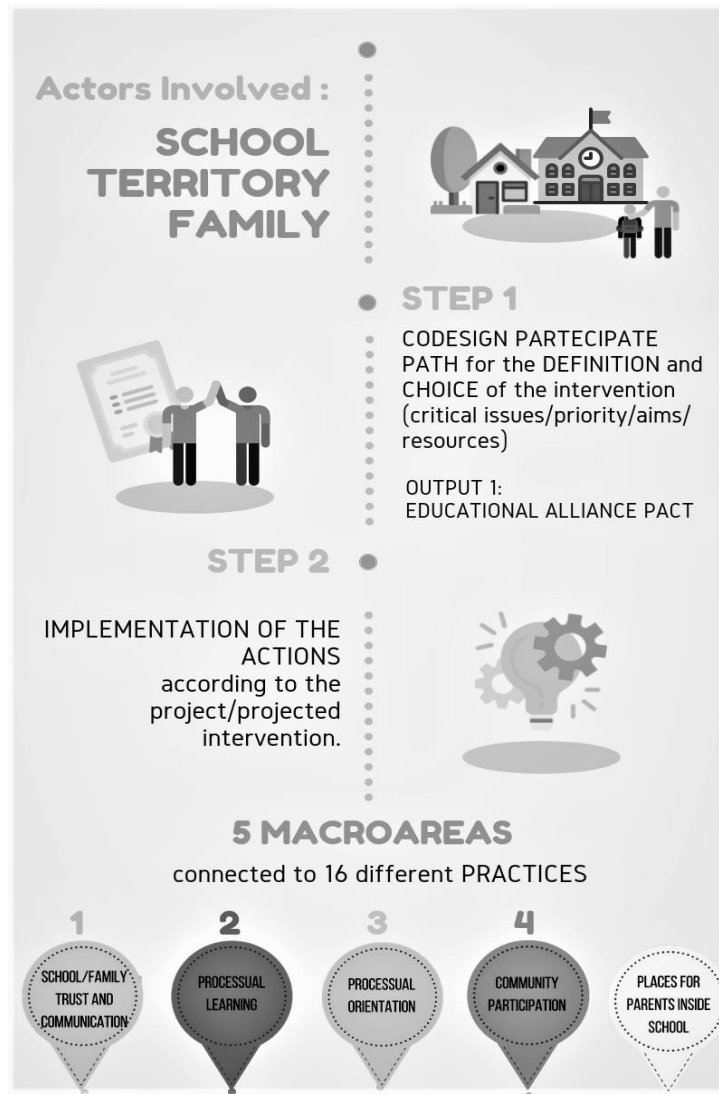 Actors Involved :
SCHOOL
TERRITORY
FAMILY
STEP 1
CODESIGN PARTECIPATE
PATH for the DEFINITION and
CHOICE of the intervention
(critical issues/priority/aims/
resources)
OUTPUT 1:
EDUCATIONAL ALLIANCE PACT
STEP 2
IMPLEMENTATION OF THE
ACTIONS
according to the
project/projected
intervention.
5 MACROAREAS
connected to 16 different PRACTICES
1
SCHOOL/FAMILY
TRUST AND
COMMUNICATION
2
PROCESSUAL
LEARNING
3
PROCESSUAL
ORIENTATION
4
COMMUNITY
PARTICIPATION
PLACES FOR
PARENTS INSIDE
SCHOOL